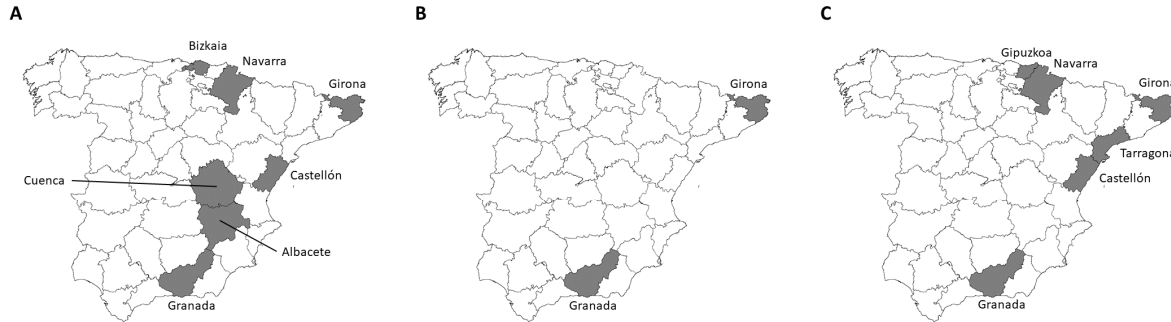 A
Bizkaia
Navarra
Girona
Castellón
Cuenca
Albacete
Granada
B
Girona
Granada
C
Gipuzkoa
Navarra
Girona
Tarragona
Castellón
Granada